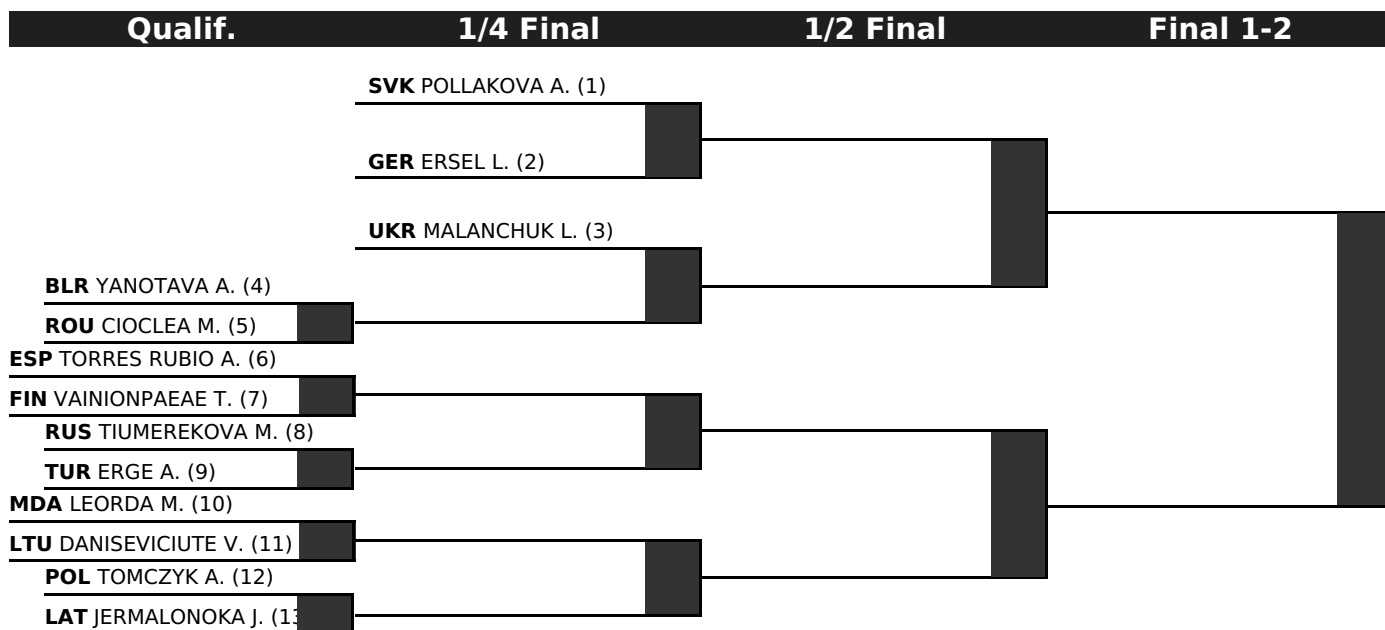 Qualif. 1/4 Final 1/2 Final Final 1-2
SVK POLLAKOVA A. (1)
GER ERSEL L. (2)
UKR MALANCHUK L. (3)
BLR YANOTAVA A. (4)
ROU CIOCLEA M. (5)
ESP TORRES RUBIO A. (6)
FIN VAINIONPAEAE T. (7)
RUS TIUMEREKOVA M. (8)
TUR ERGE A. (9)
MDA LEORDA M. (10)
LTU DANISEVICIUTE V. (11)
POL TOMCZYK A. (12)
LAT JERMALONOKA J. (13